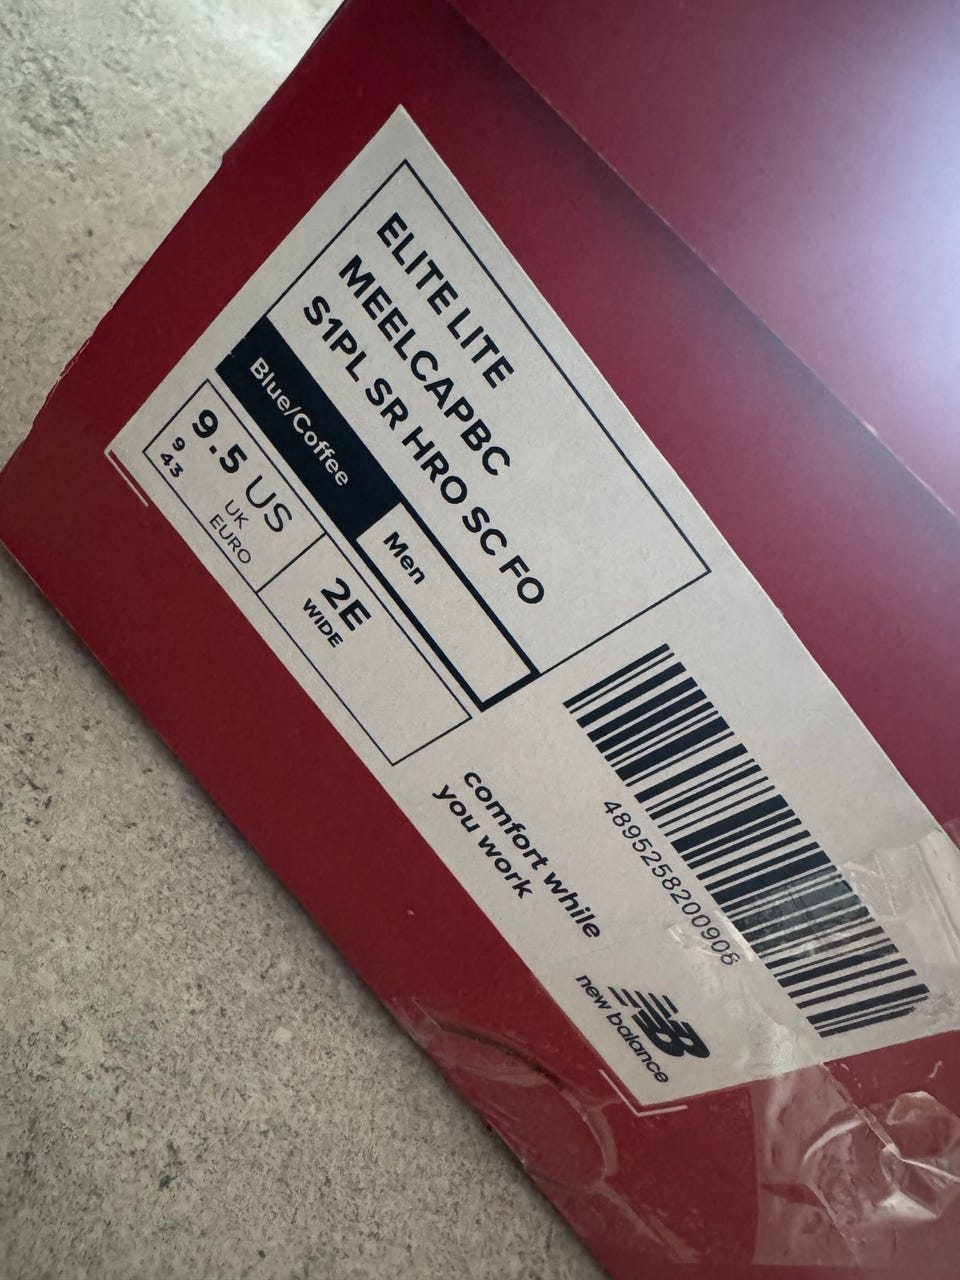 ELITE LITE
MEELCAPBC
S1PL SR HRO SC FO
Blue/Coffee Men
9.5 US
9 UK
43 EURO
2E
WIDE
4895258200908
comfort while
you work
new balance